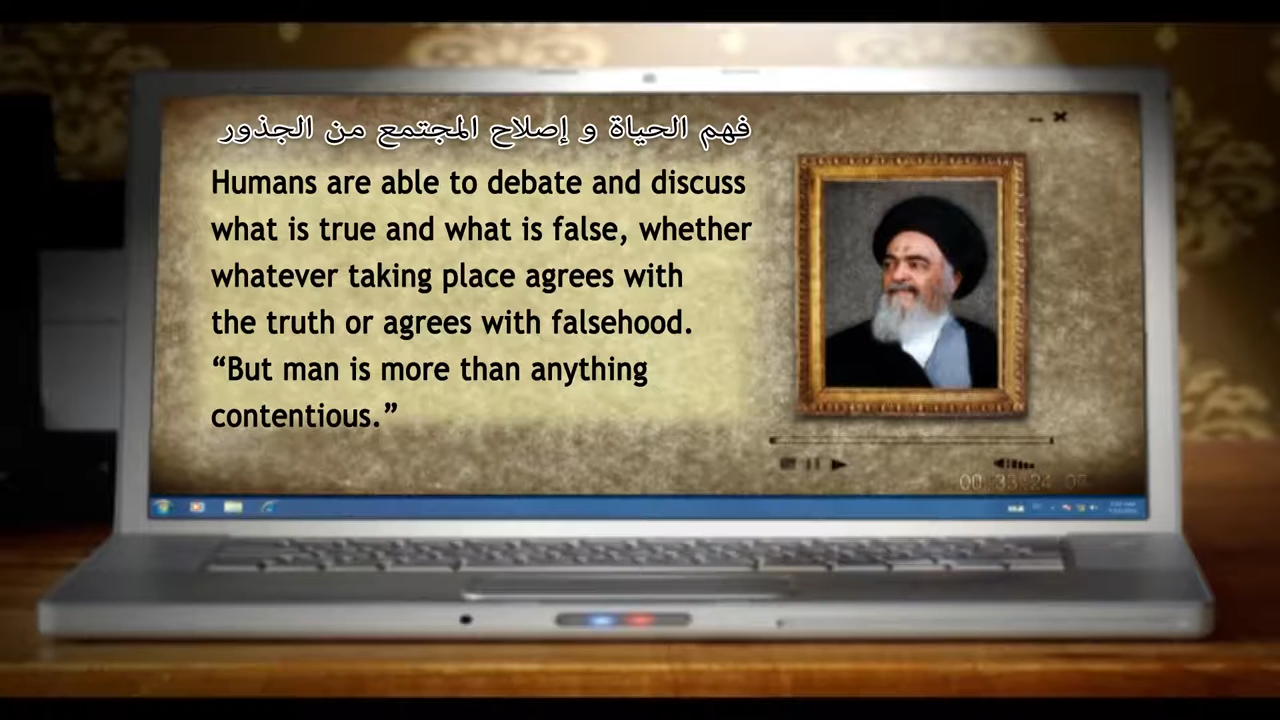 فهم الحياة و إصلاح المجتمع من الجذور
Humans are able to debate and discuss
what is true and what is false, whether
whatever taking place agrees with
the truth or agrees with falsehood.
“But man is more than anything
contentious.”